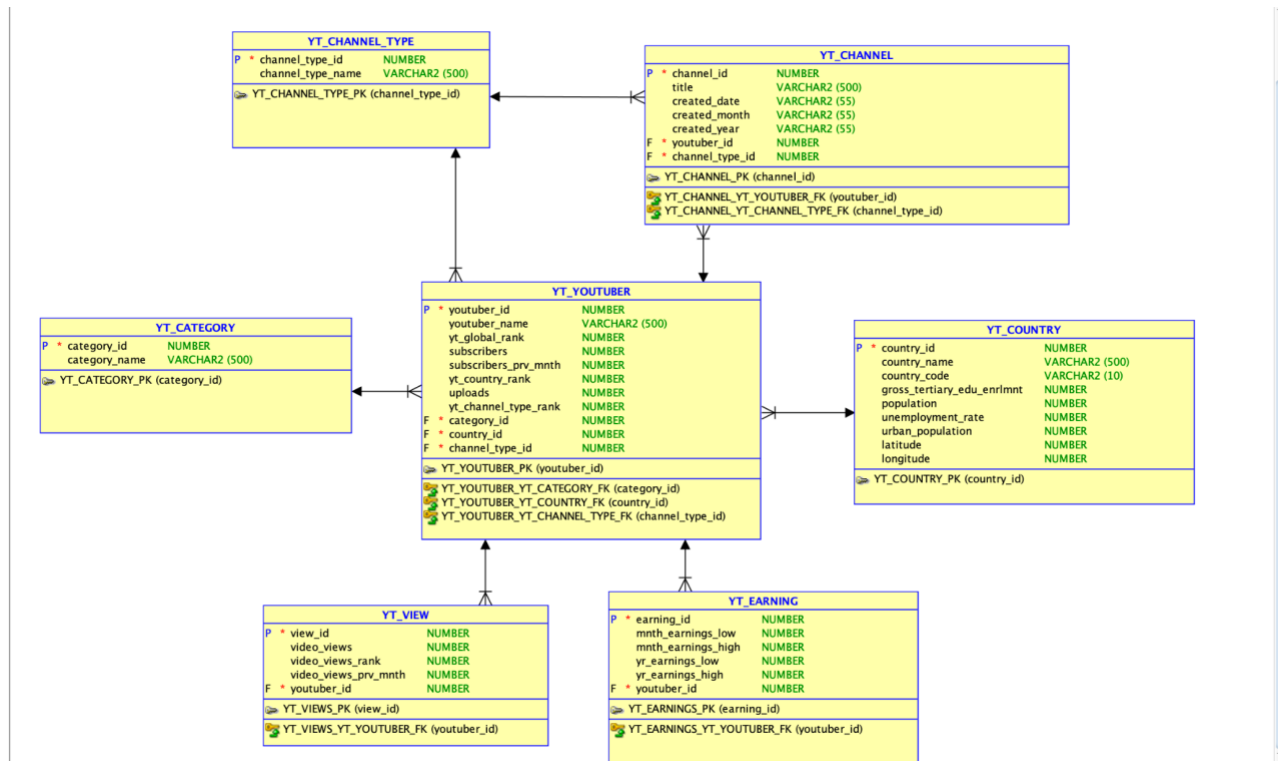 YT_CHANNEL_TYPE
P * channel_type_id NUMBER
channel_type_name VARCHAR2 (500)
YT_CHANNEL_TYPE_PK (channel_type_id)
YT_CHANNEL
P * channel_id NUMBER
title VARCHAR2 (500)
created_date VARCHAR2 (55)
created_month VARCHAR2 (55)
created_year VARCHAR2 (55)
F * youtuber_id NUMBER
F * channel_type_id NUMBER
YT_CHANNEL_PK (channel_id)
YT_CHANNEL_YT_YOUTUBER_FK (youtuber_id)
YT_CHANNEL_YT_CHANNEL_TYPE_FK (channel_type_id)
YT_CATEGORY
P * category_id NUMBER
category_name VARCHAR2 (500)
YT_CATEGORY_PK (category_id)
YT_YOUTUBER
P * youtuber_id NUMBER
youtuber_name VARCHAR2 (500)
yt_global_rank NUMBER
subscribers NUMBER
subscribers_prv_mnth NUMBER
yt_country_rank NUMBER
uploads NUMBER
yt_channel_type_rank NUMBER
F * category_id NUMBER
F * country_id NUMBER
F * channel_type_id NUMBER
YT_YOUTUBER_PK (youtuber_id)
YT_YOUTUBER_YT_CATEGORY_FK (category_id)
YT_YOUTUBER_YT_COUNTRY_FK (country_id)
YT_YOUTUBER_YT_CHANNEL_TYPE_FK (channel_type_id)
YT_COUNTRY
P * country_id NUMBER
country_name VARCHAR2 (500)
country_code VARCHAR2 (10)
gross_tertiary_edu_enrlmnt NUMBER
population NUMBER
unemployment_rate NUMBER
urban_population NUMBER
latitude NUMBER
longitude NUMBER
YT_COUNTRY_PK (country_id)
YT_VIEW
P * view_id NUMBER
video_views NUMBER
video_views_rank NUMBER
video_views_prv_mnth NUMBER
F * youtuber_id NUMBER
YT_VIEWS_PK (view_id)
YT_VIEWS_YT_YOUTUBER_FK (youtuber_id)
YT_EARNING
P * earning_id NUMBER
mnth_earnings_low NUMBER
mnth_earnings_high NUMBER
yr_earnings_low NUMBER
yr_earnings_high NUMBER
F * youtuber_id NUMBER
YT_EARNINGS_PK (earning_id)
YT_EARNINGS_YT_YOUTUBER_FK (youtuber_id)